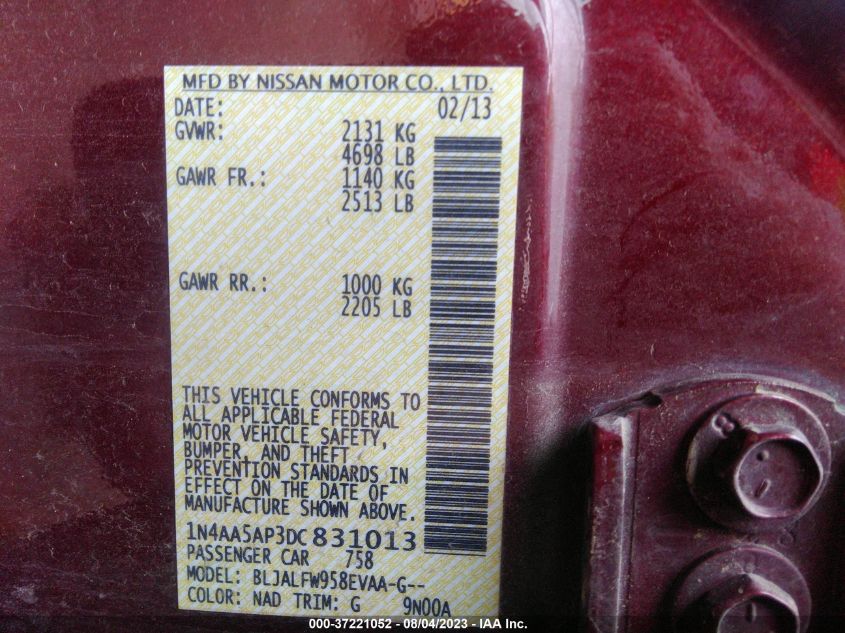 MFD BY NISSAN MOTOR CO., LTD.
DATE: 02/13
GVWR: 2131 KG
4698 LB
GAWR FR.: 1140 KG
2513 LB
GAWR RR.: 1000 KG
2205 LB
THIS VEHICLE CONFORMS TO
ALL APPLICABLE FEDERAL
MOTOR VEHICLE SAFETY,
BUMPER, AND THEFT
PREVENTION STANDARDS IN
EFFECT ON THE DATE OF
MANUFACTURE SHOWN ABOVE.
1N4AA5AP3DC831013
PASSENGER CAR 758
MODEL: BLJALFW958EVAA-G--
COLOR: NAD TRIM: G 9N00A
000-37221052 - 08/04/2023 - IAA Inc.